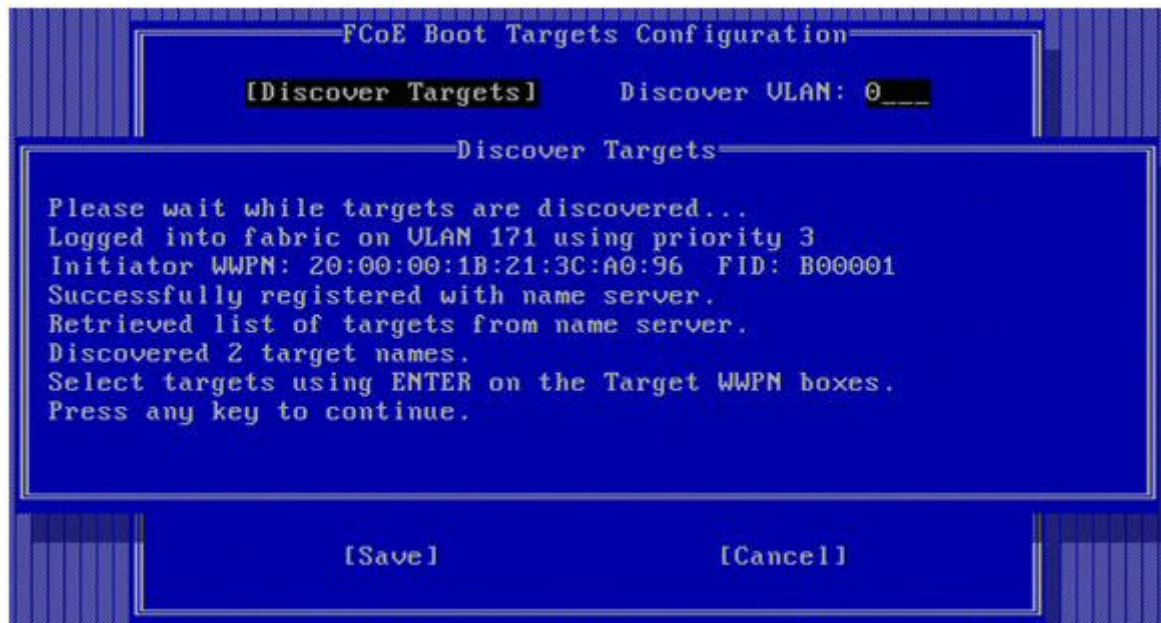 FCoE Boot Targets Configuration
[Discover Targets] Discover VLAN: 0___
Discover Targets
Please wait while targets are discovered...
Logged into fabric on VLAN 171 using priority 3
Initiator WWPN: 20:00:00:1B:21:3C:A0:96 FID: B00001
Successfully registered with name server.
Retrieved list of targets from name server.
Discovered 2 target names.
Select targets using ENTER on the Target WWPN boxes.
Press any key to continue.
[Save] [Cancel]